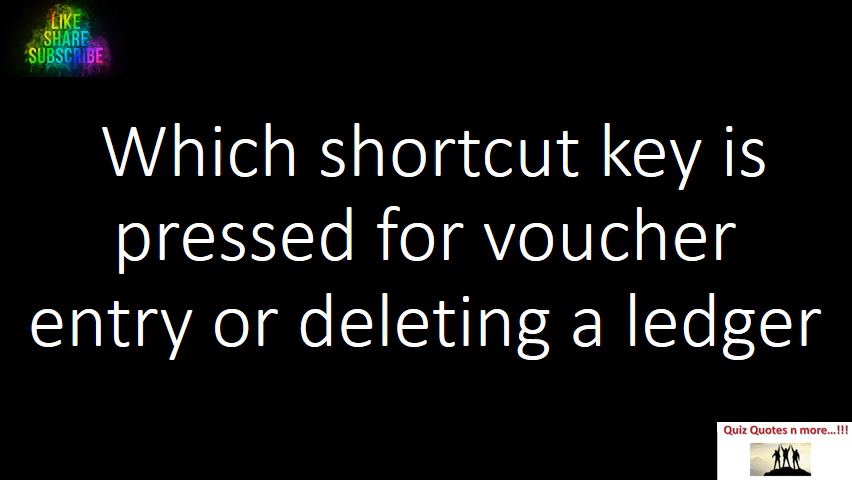 LIKE
SHARE
SUBSCRIBE
Which shortcut key is
pressed for voucher
entry or deleting a ledger
Quiz Quotes n more...!!!